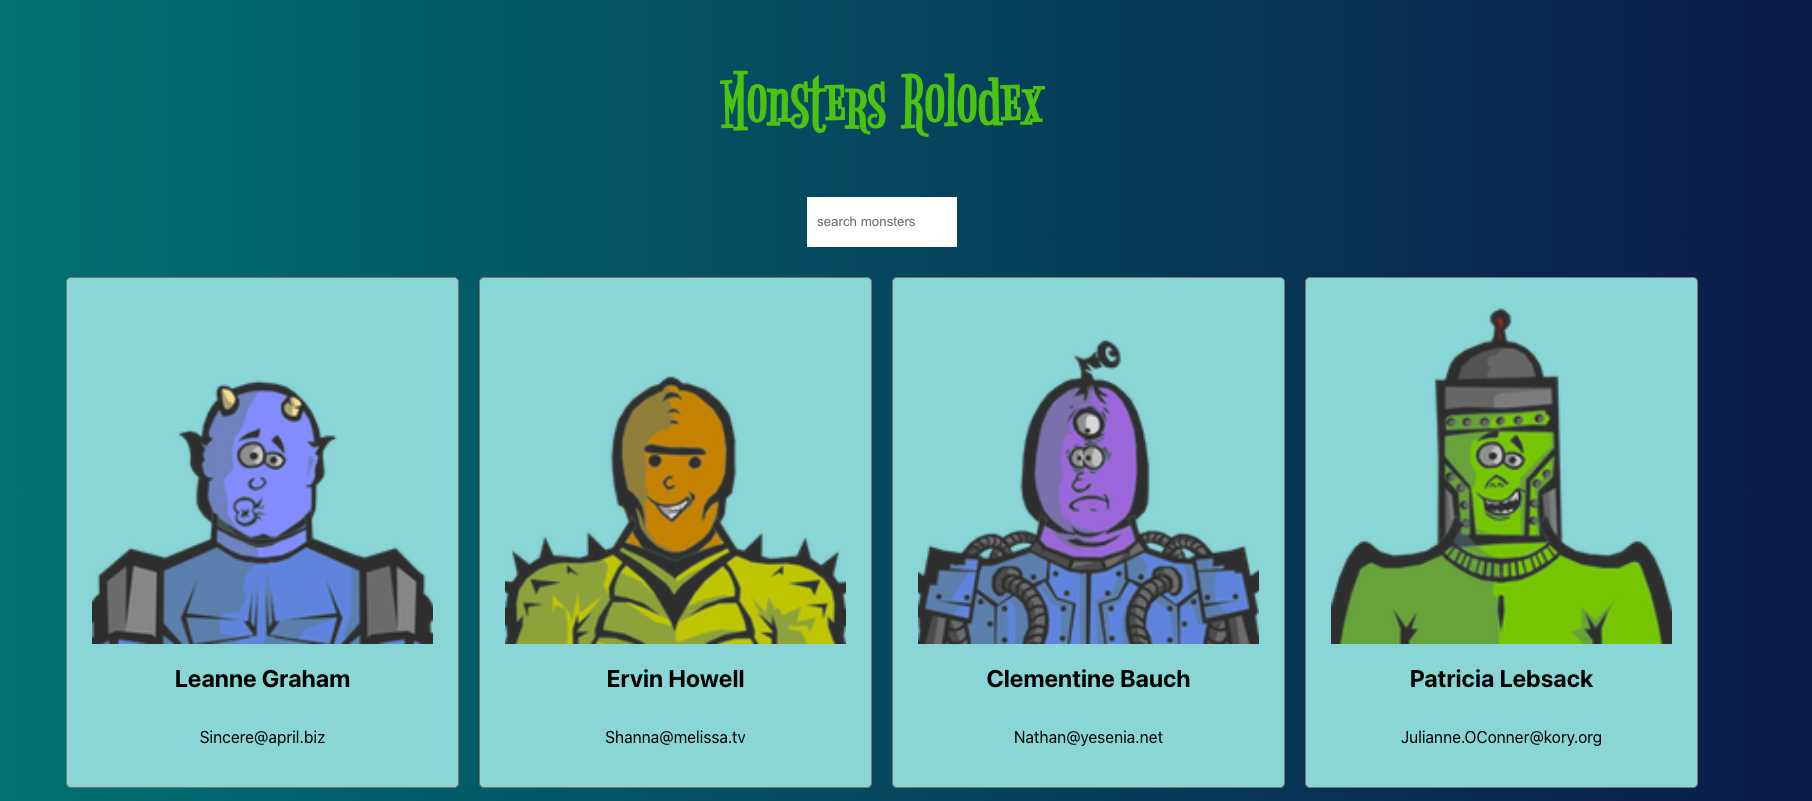 Monsters Rolodex
search monsters
Leanne Graham
Ervin Howell
Clementine Bauch
Patricia Lebsack
Sincere@april.biz
Shanna@melissa.tv
Nathan@yesenia.net
Julianne.OConner@kory.org